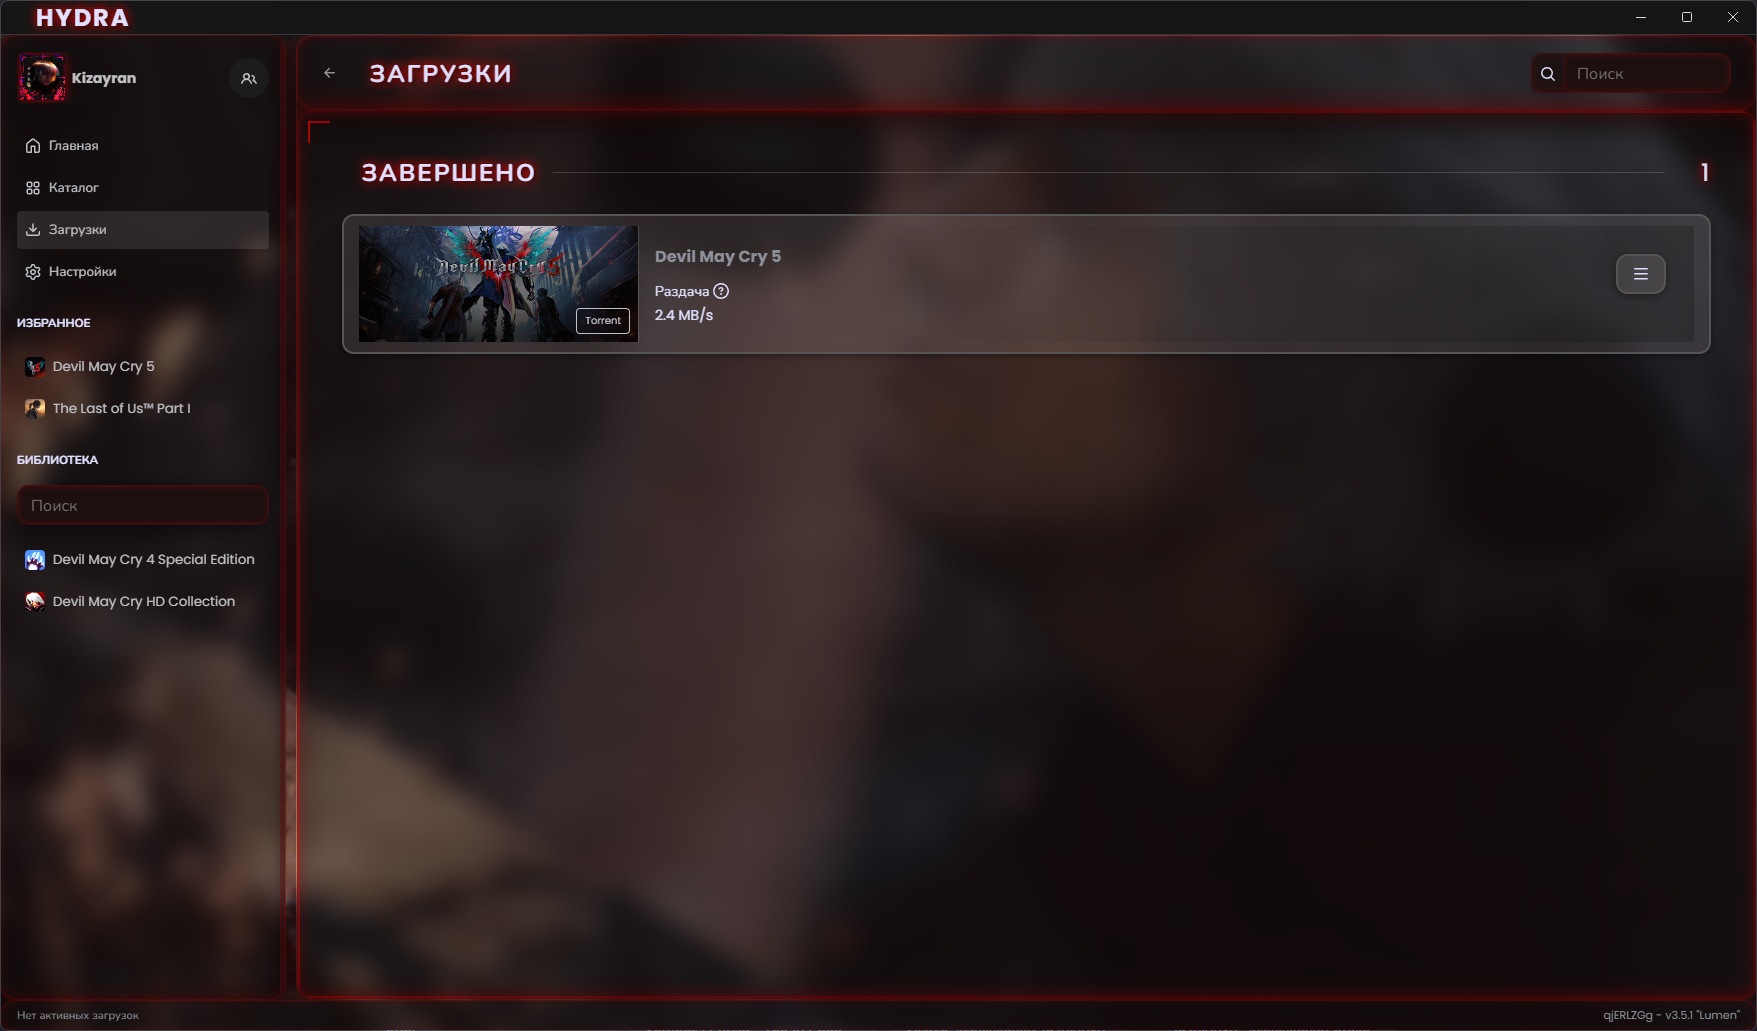 HYDRA
Kizayran
Главная
Каталог
Загрузки
Настройки
ИЗБРАННОЕ
Devil May Cry 5
The Last of Us™ Part I
БИБЛИОТЕКА
Поиск
Devil May Cry 4 Special Edition
Devil May Cry HD Collection
ЗАГРУЗКИ
Поиск
ЗАВЕРШЕНО 1
Devil May Cry 5
Torrent
Devil May Cry 5
Раздача ?
2.4 MB/s
Нет активных загрузок
qjERLZGg - v3.5.1 "Lumen"